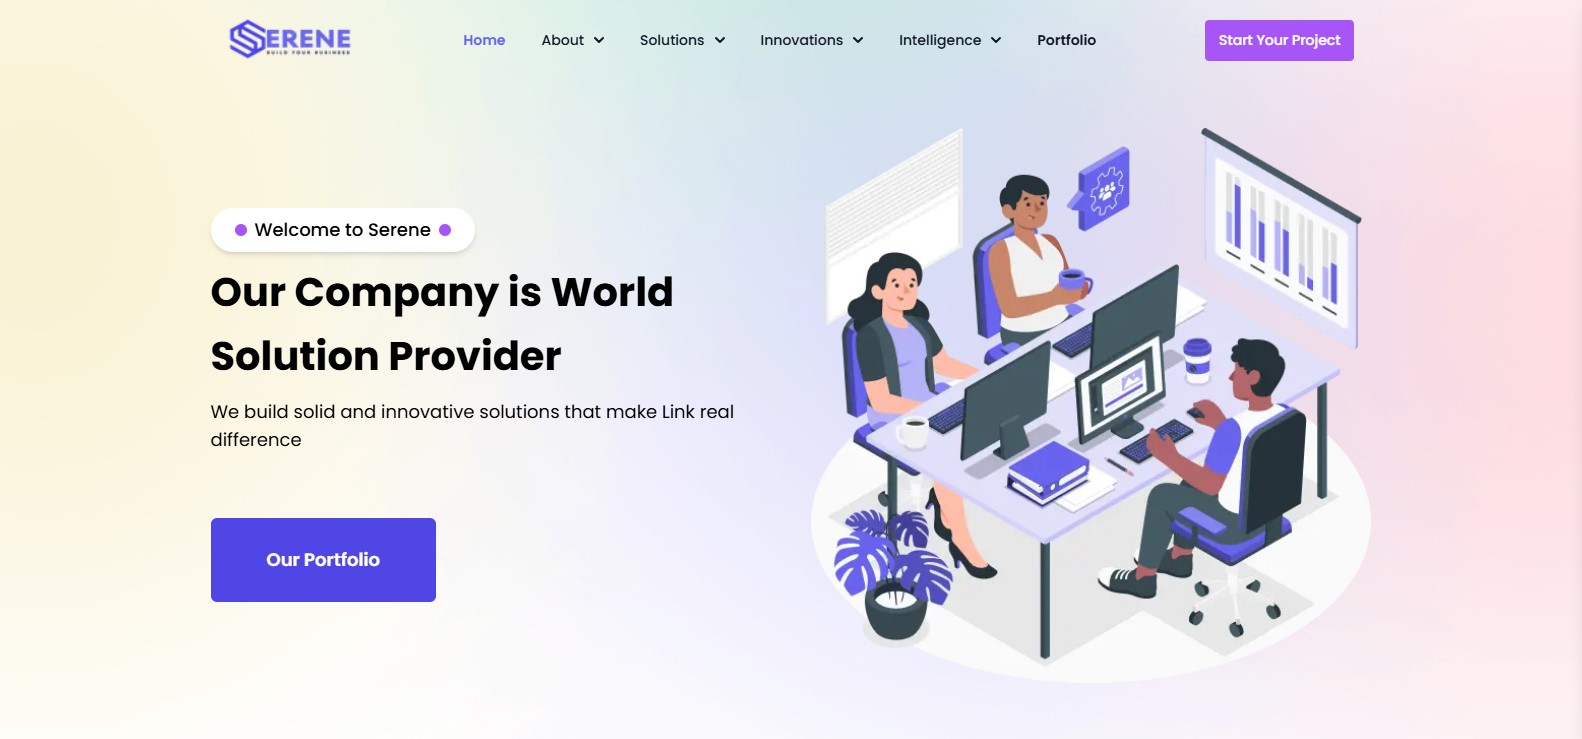 SERENE
BUILD YOUR BUSINESS
Home About Solutions Innovations Intelligence Portfolio Start Your Project
Welcome to Serene
Our Company is World
Solution Provider
We build solid and innovative solutions that make Link real
difference
Our Portfolio